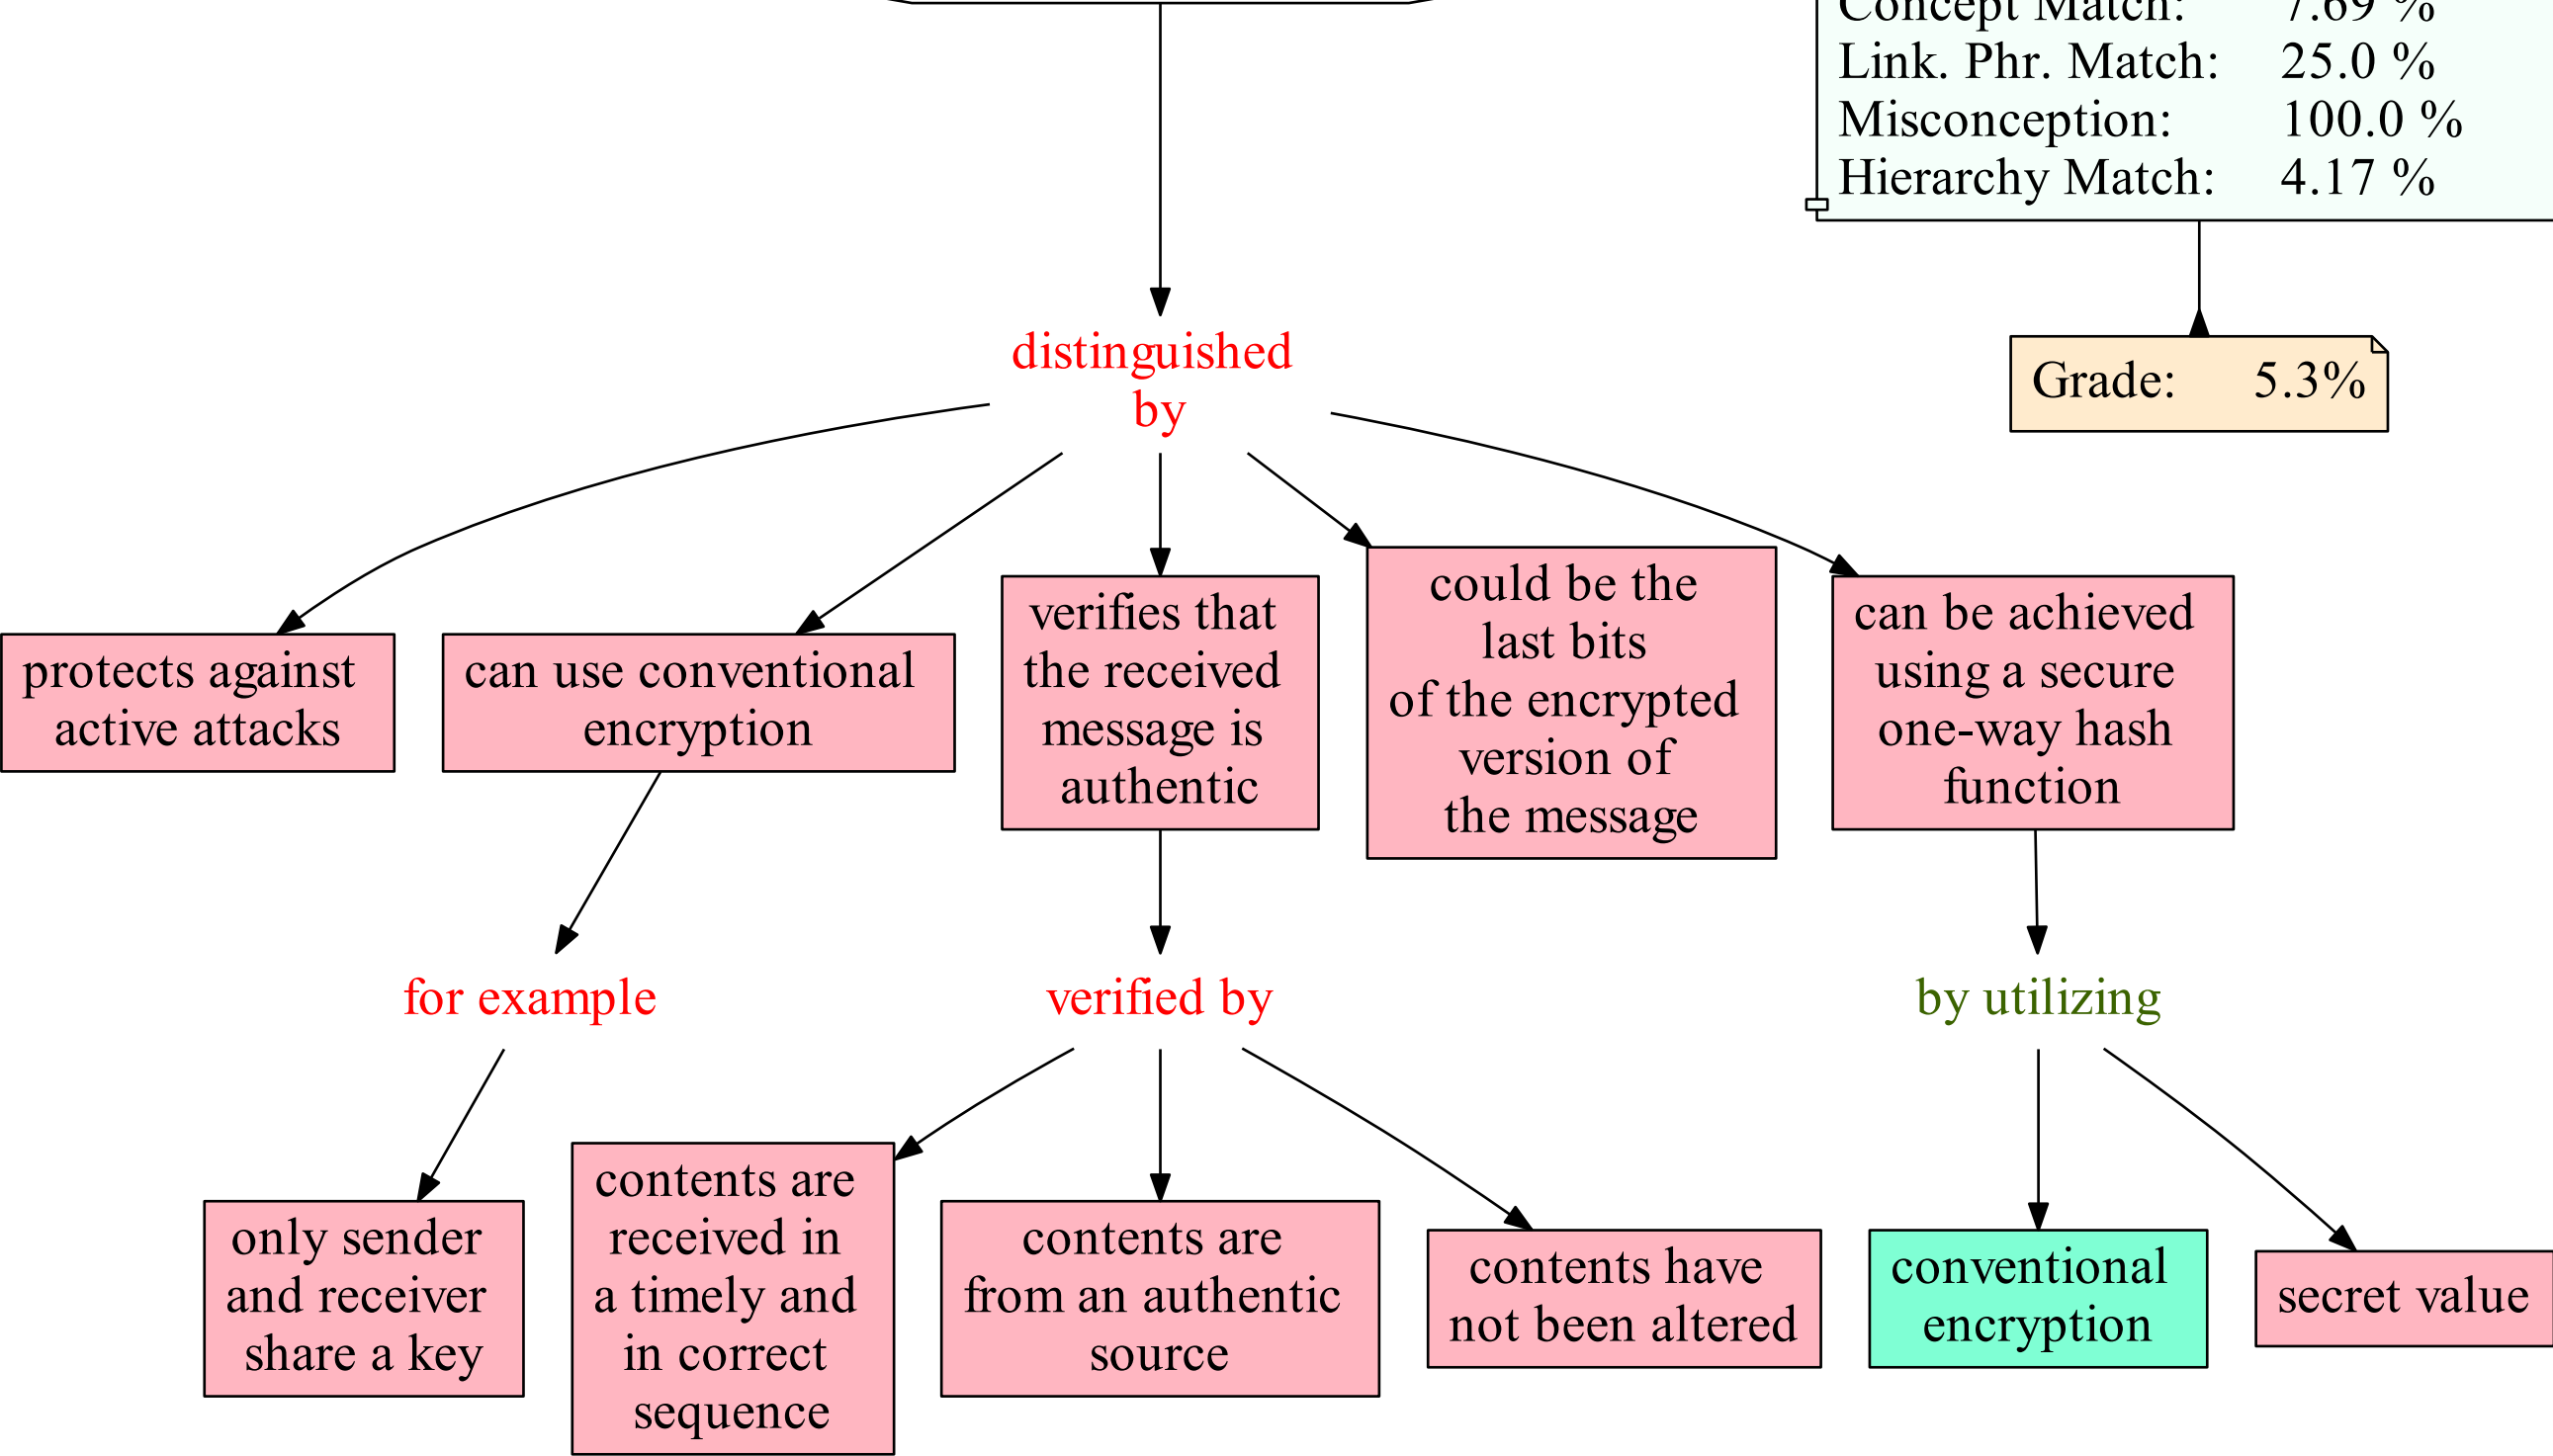 Concept Match: 7.69 %
Link. Phr. Match: 25.0 %
Misconception: 100.0 %
Hierarchy Match: 4.17 %
Grade: 5.3%
distinguished
by
protects against
active attacks
can use conventional
encryption
verifies that
the received
message is
authentic
could be the
last bits
of the encrypted
version of
the message
can be achieved
using a secure
one-way hash
function
for example
verified by
by utilizing
only sender
and receiver
share a key
contents are
received in
a timely and
in correct
sequence
contents are
from an authentic
source
contents have
not been altered
conventional
encryption
secret value